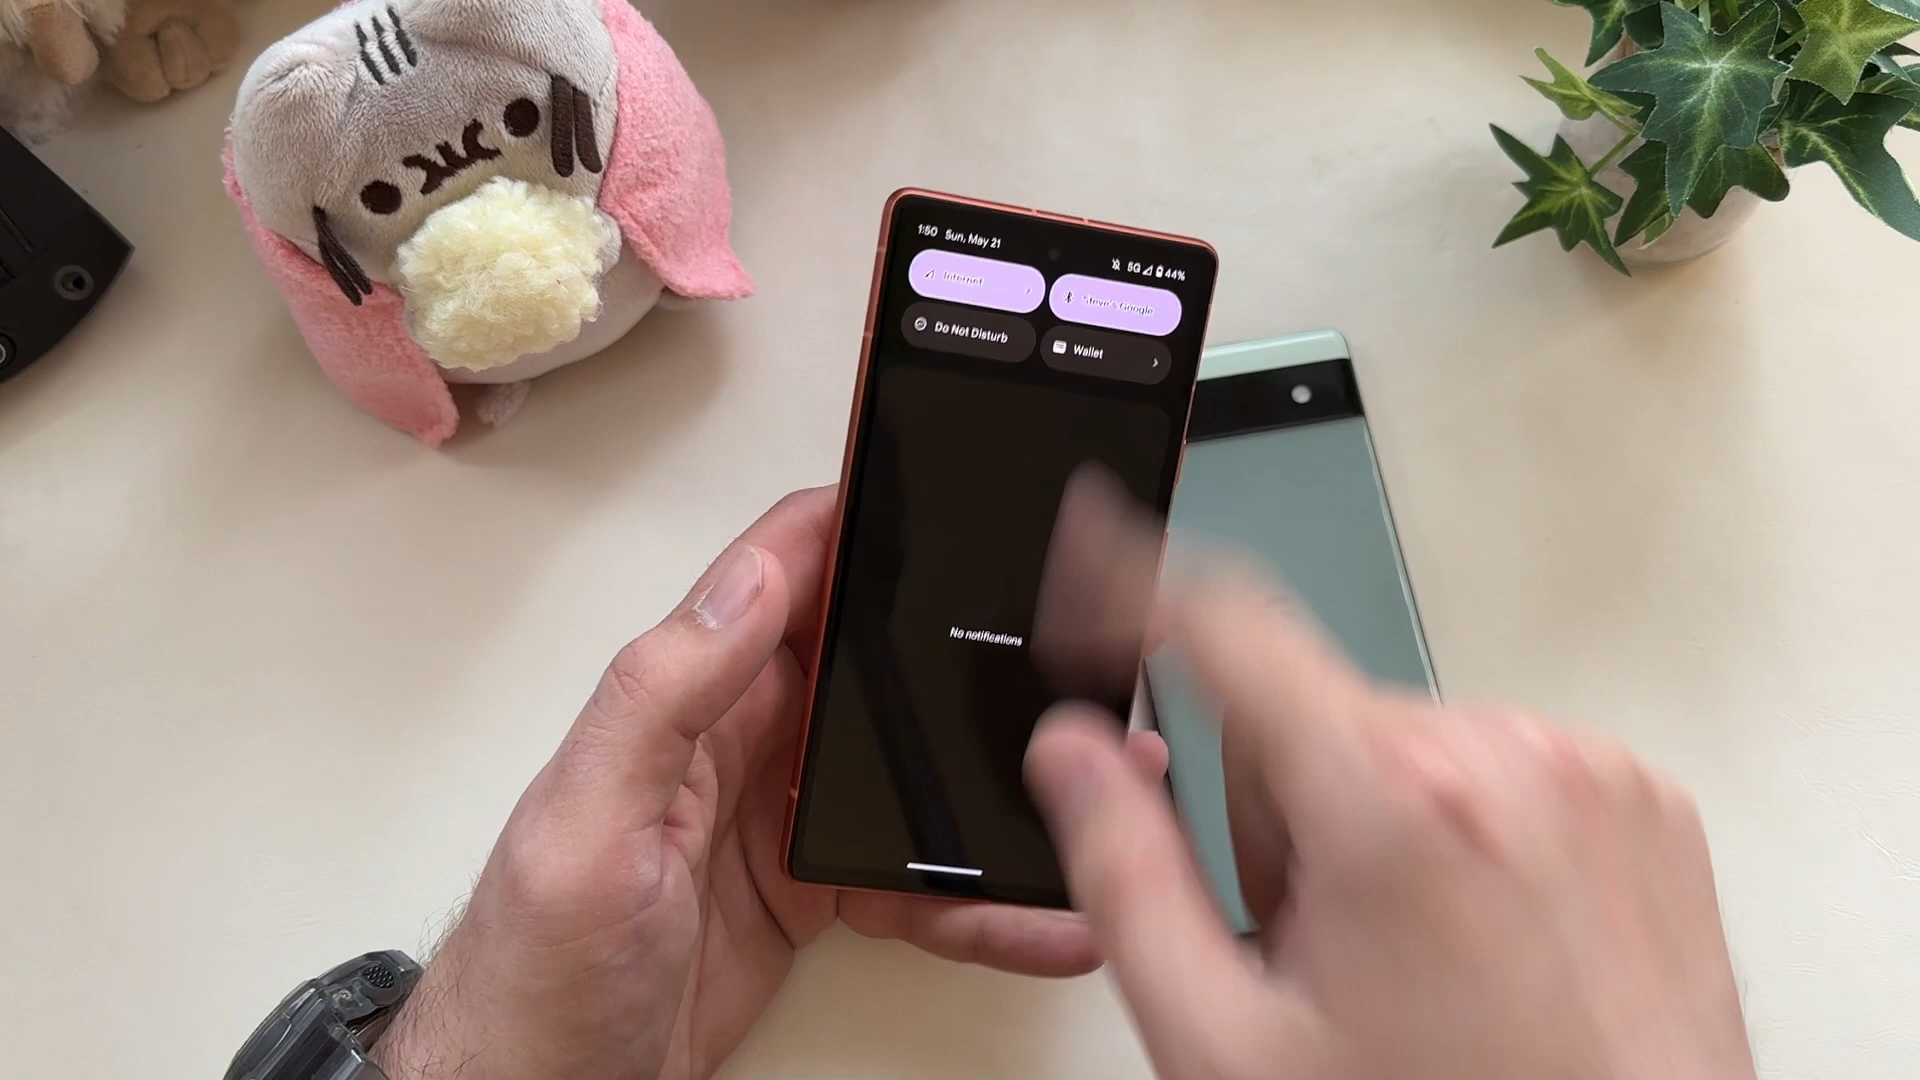 1:50 Sun, May 21
5G 44%
Internet
Steve's Google
Do Not Disturb
Wallet
No notifications